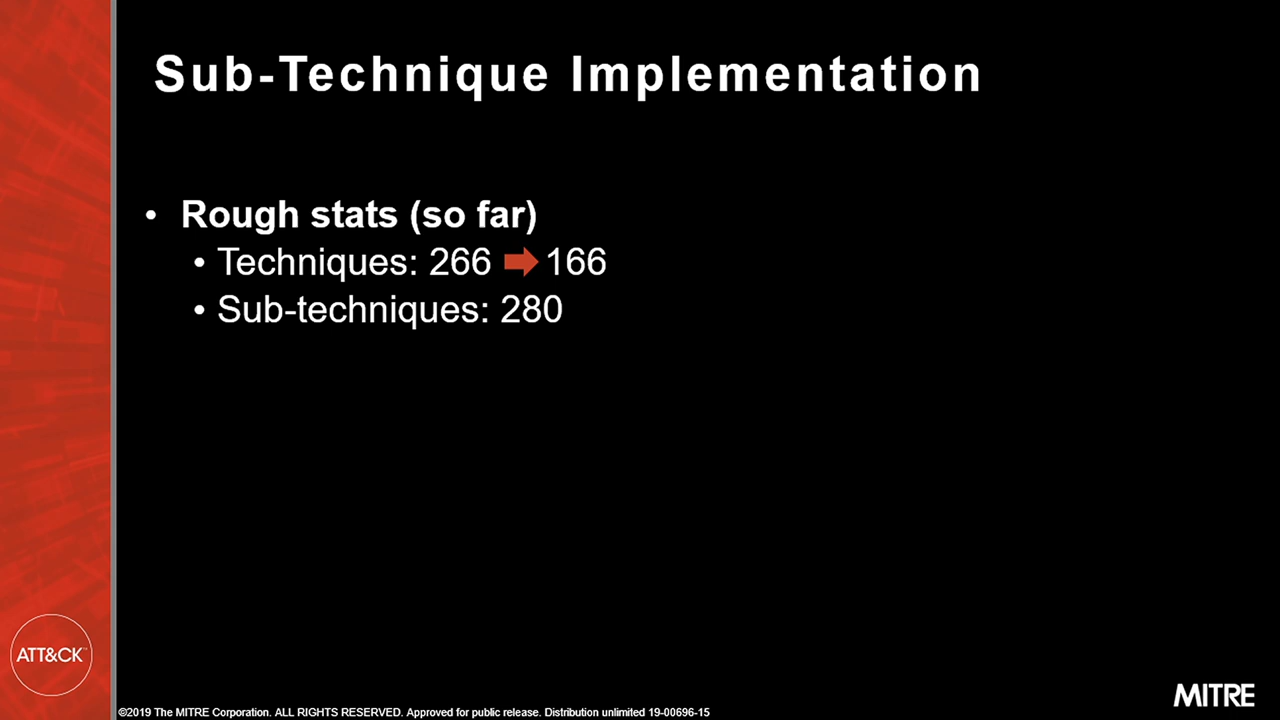 Sub-Technique Implementation
• Rough stats (so far)
• Techniques: 266 ➡ 166
• Sub-techniques: 280
ATT&CK™
MITRE
©2019 The MITRE Corporation. ALL RIGHTS RESERVED. Approved for public release. Distribution unlimited 19-00696-15